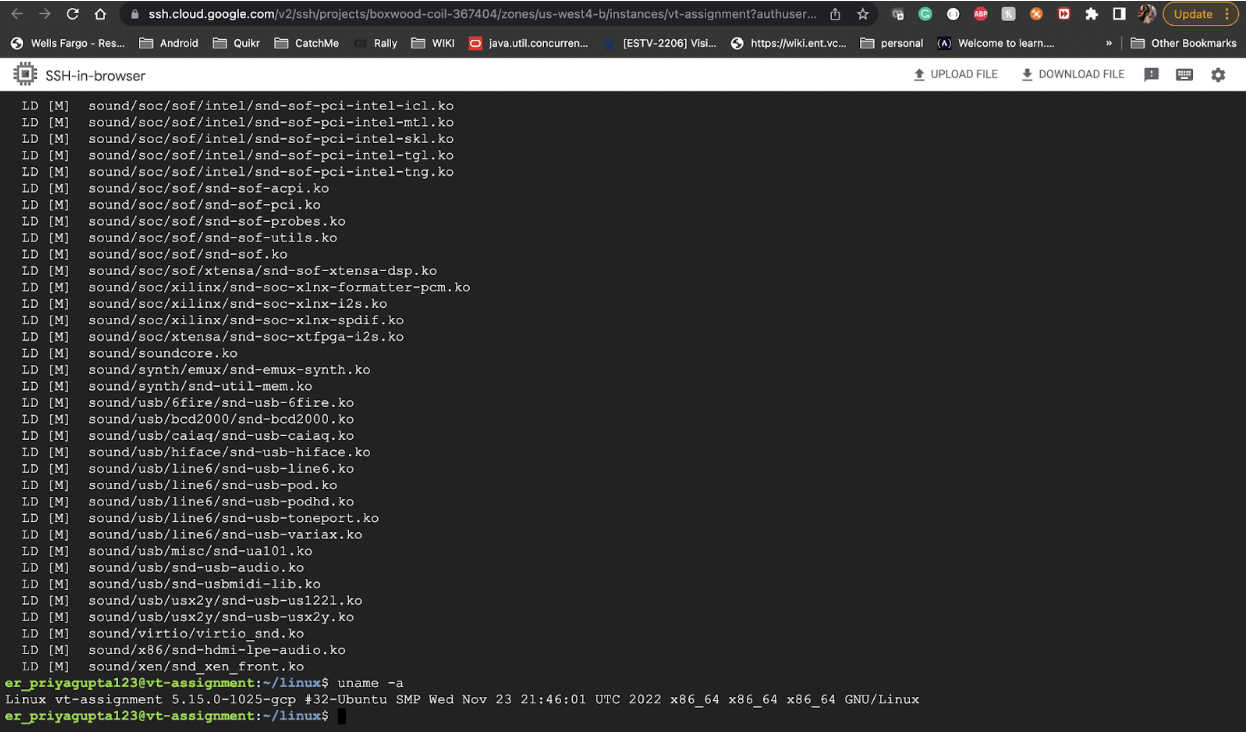 ssh.cloud.google.com/v2/ssh/projects/boxwood-coil-367404/zones/us-west4-b/instances/vt-assignment?authuser... ABP Update
Wells Fargo - Res... Android Quikr CatchMe Rally WIKI java.util.concurren... [ESTV-2206] Visi... https://wiki.ent.vc... personal Welcome to learn.... » Other Bookmarks
SSH-in-browser UPLOAD FILE DOWNLOAD FILE
LD [M] sound/soc/sof/intel/snd-sof-pci-intel-icl.ko
LD [M] sound/soc/sof/intel/snd-sof-pci-intel-mtl.ko
LD [M] sound/soc/sof/intel/snd-sof-pci-intel-skl.ko
LD [M] sound/soc/sof/intel/snd-sof-pci-intel-tgl.ko
LD [M] sound/soc/sof/intel/snd-sof-pci-intel-tng.ko
LD [M] sound/soc/sof/snd-sof-acpi.ko
LD [M] sound/soc/sof/snd-sof-pci.ko
LD [M] sound/soc/sof/snd-sof-probes.ko
LD [M] sound/soc/sof/snd-sof-utils.ko
LD [M] sound/soc/sof/snd-sof.ko
LD [M] sound/soc/sof/xtensa/snd-sof-xtensa-dsp.ko
LD [M] sound/soc/xilinx/snd-soc-xlnx-formatter-pcm.ko
LD [M] sound/soc/xilinx/snd-soc-xlnx-i2s.ko
LD [M] sound/soc/xilinx/snd-soc-xlnx-spdif.ko
LD [M] sound/soc/xtensa/snd-soc-xtfpga-i2s.ko
LD [M] sound/soundcore.ko
LD [M] sound/synth/emux/snd-emux-synth.ko
LD [M] sound/synth/snd-util-mem.ko
LD [M] sound/usb/6fire/snd-usb-6fire.ko
LD [M] sound/usb/bcd2000/snd-bcd2000.ko
LD [M] sound/usb/caiaq/snd-usb-caiaq.ko
LD [M] sound/usb/hiface/snd-usb-hiface.ko
LD [M] sound/usb/line6/snd-usb-line6.ko
LD [M] sound/usb/line6/snd-usb-pod.ko
LD [M] sound/usb/line6/snd-usb-podhd.ko
LD [M] sound/usb/line6/snd-usb-toneport.ko
LD [M] sound/usb/line6/snd-usb-variax.ko
LD [M] sound/usb/misc/snd-ua101.ko
LD [M] sound/usb/snd-usb-audio.ko
LD [M] sound/usb/snd-usbmidi-lib.ko
LD [M] sound/usb/usx2y/snd-usb-us122l.ko
LD [M] sound/usb/usx2y/snd-usb-usx2y.ko
LD [M] sound/virtio/virtio_snd.ko
LD [M] sound/x86/snd-hdmi-lpe-audio.ko
LD [M] sound/xen/snd_xen_front.ko
er_priyagupta123@vt-assignment:~/linux$ uname -a
Linux vt-assignment 5.15.0-1025-gcp #32-Ubuntu SMP Wed Nov 23 21:46:01 UTC 2022 x86_64 x86_64 x86_64 GNU/Linux
er_priyagupta123@vt-assignment:~/linux$